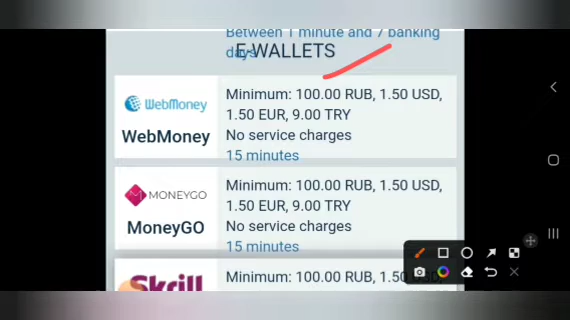 Between 1 minute and 7 banking
days
E-WALLETS
WebMoney
WebMoney
Minimum: 100.00 RUB, 1.50 USD,
1.50 EUR, 9.00 TRY
No service charges
15 minutes
MONEYGO
MoneyGO
Minimum: 100.00 RUB, 1.50 USD,
1.50 EUR, 9.00 TRY
No service charges
15 minutes
Skrill
Minimum: 100.00 RUB, 1.50 USD,